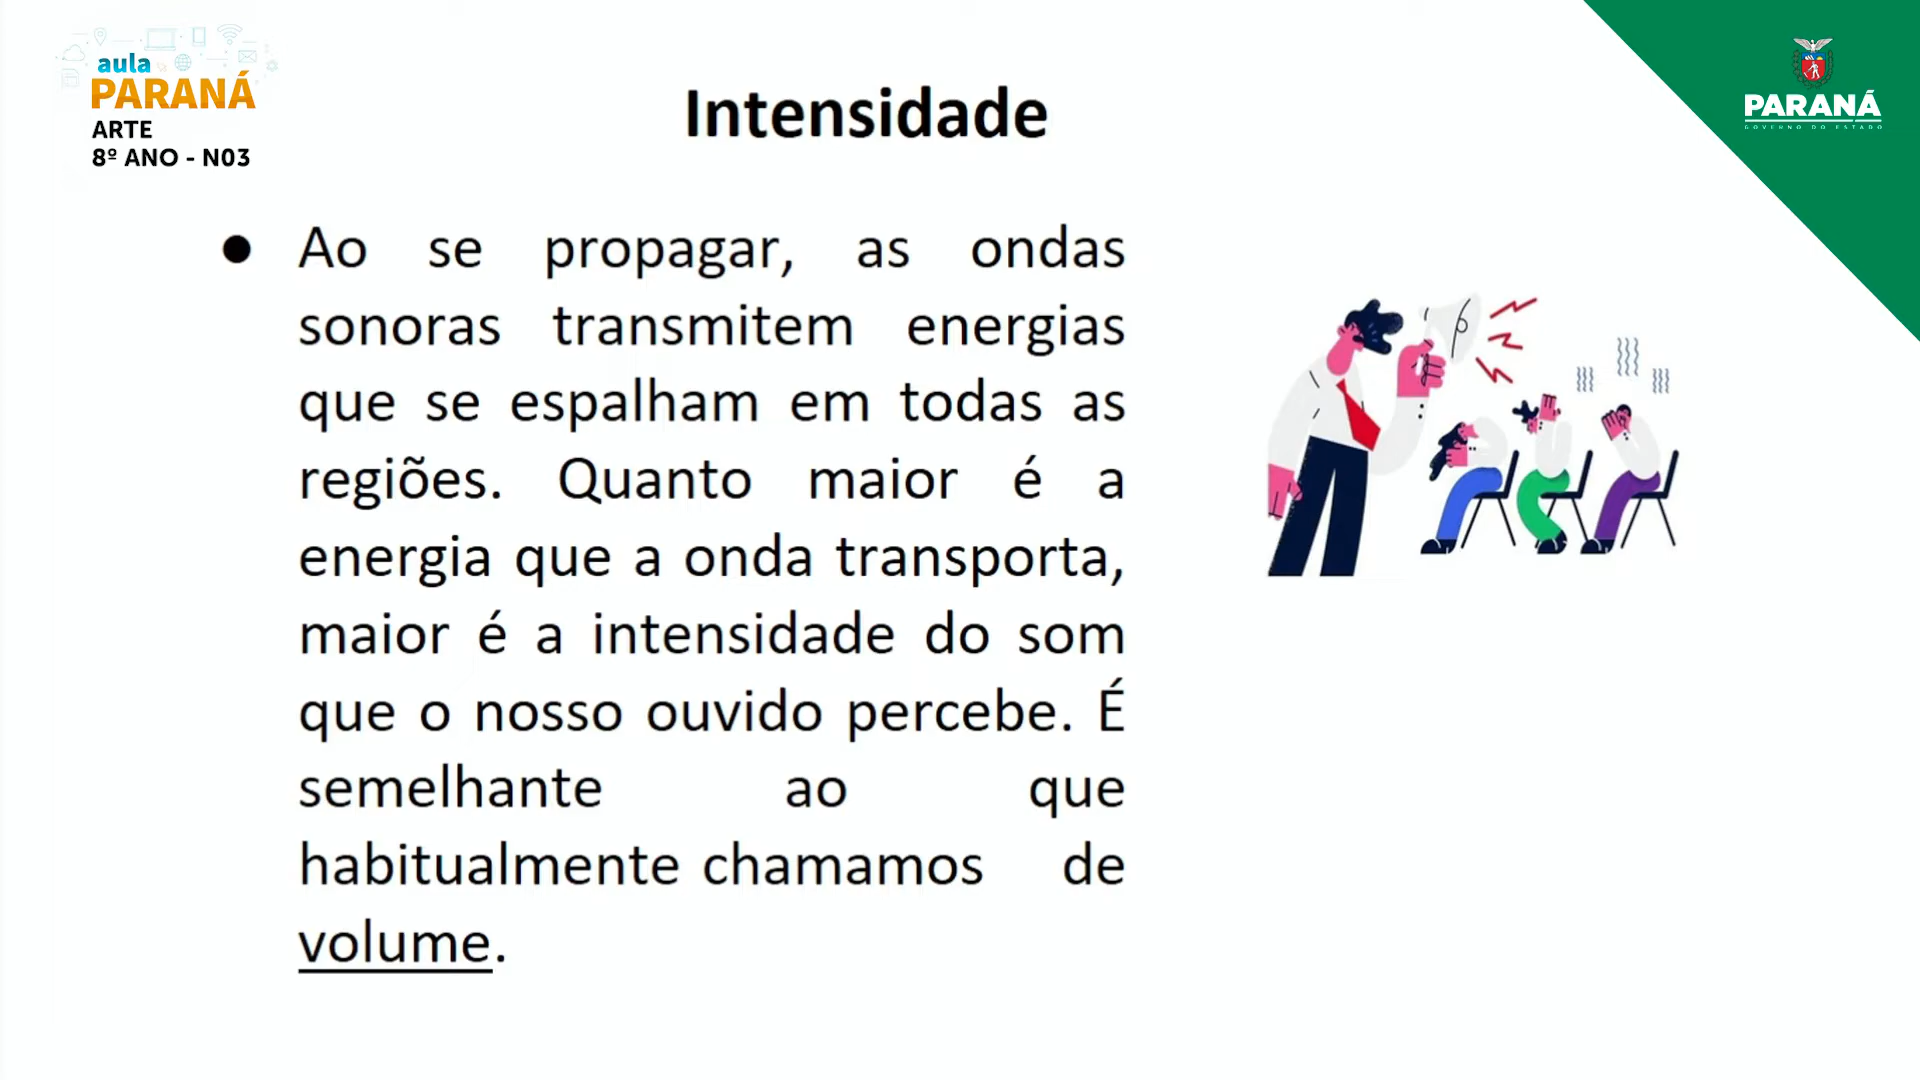 aula
PARANÁ
ARTE
8º ANO - N03
PARANÁ
GOVERNO DO ESTADO
Intensidade
● Ao se propagar, as ondas
sonoras transmitem energias
que se espalham em todas as
regiões. Quanto maior é a
energia que a onda transporta,
maior é a intensidade do som
que o nosso ouvido percebe. É
semelhante ao que
habitualmente chamamos de
volume.